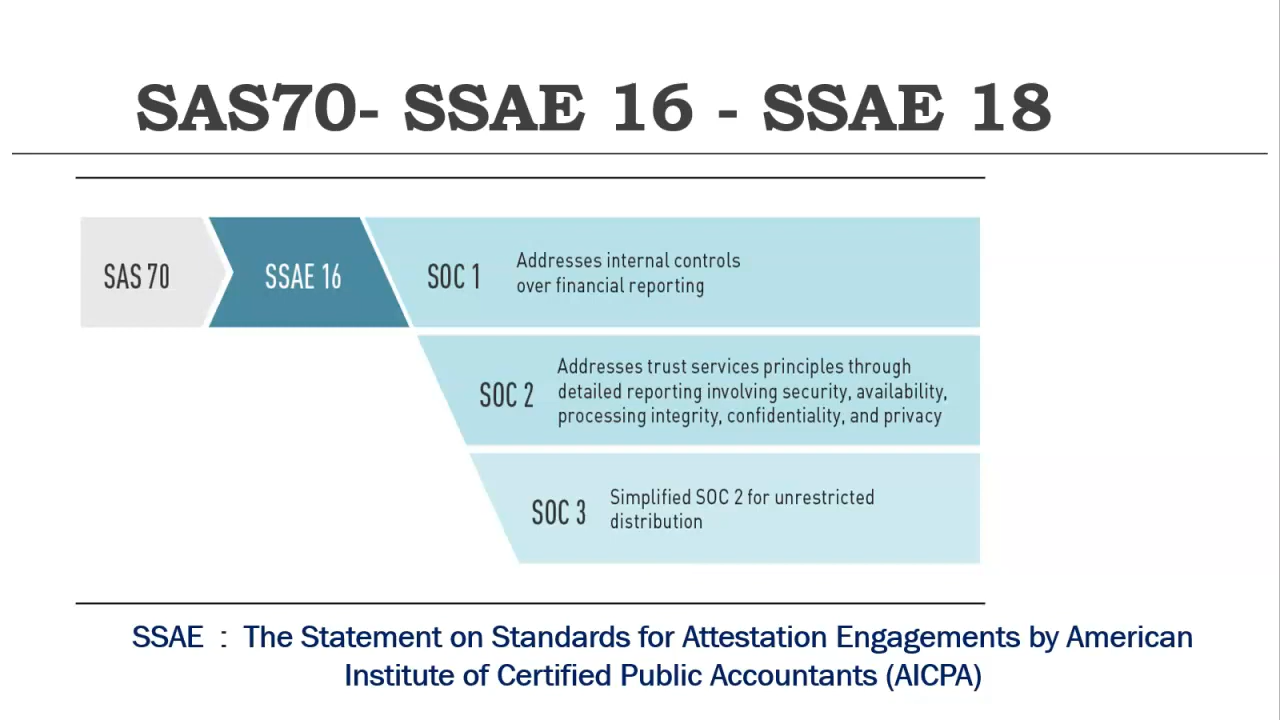 SAS70- SSAE 16 - SSAE 18
SAS 70
SSAE 16
SOC 1
Addresses internal controls
over financial reporting
SOC 2
Addresses trust services principles through
detailed reporting involving security, availability,
processing integrity, confidentiality, and privacy
SOC 3
Simplified SOC 2 for unrestricted
distribution
SSAE : The Statement on Standards for Attestation Engagements by American
Institute of Certified Public Accountants (AICPA)